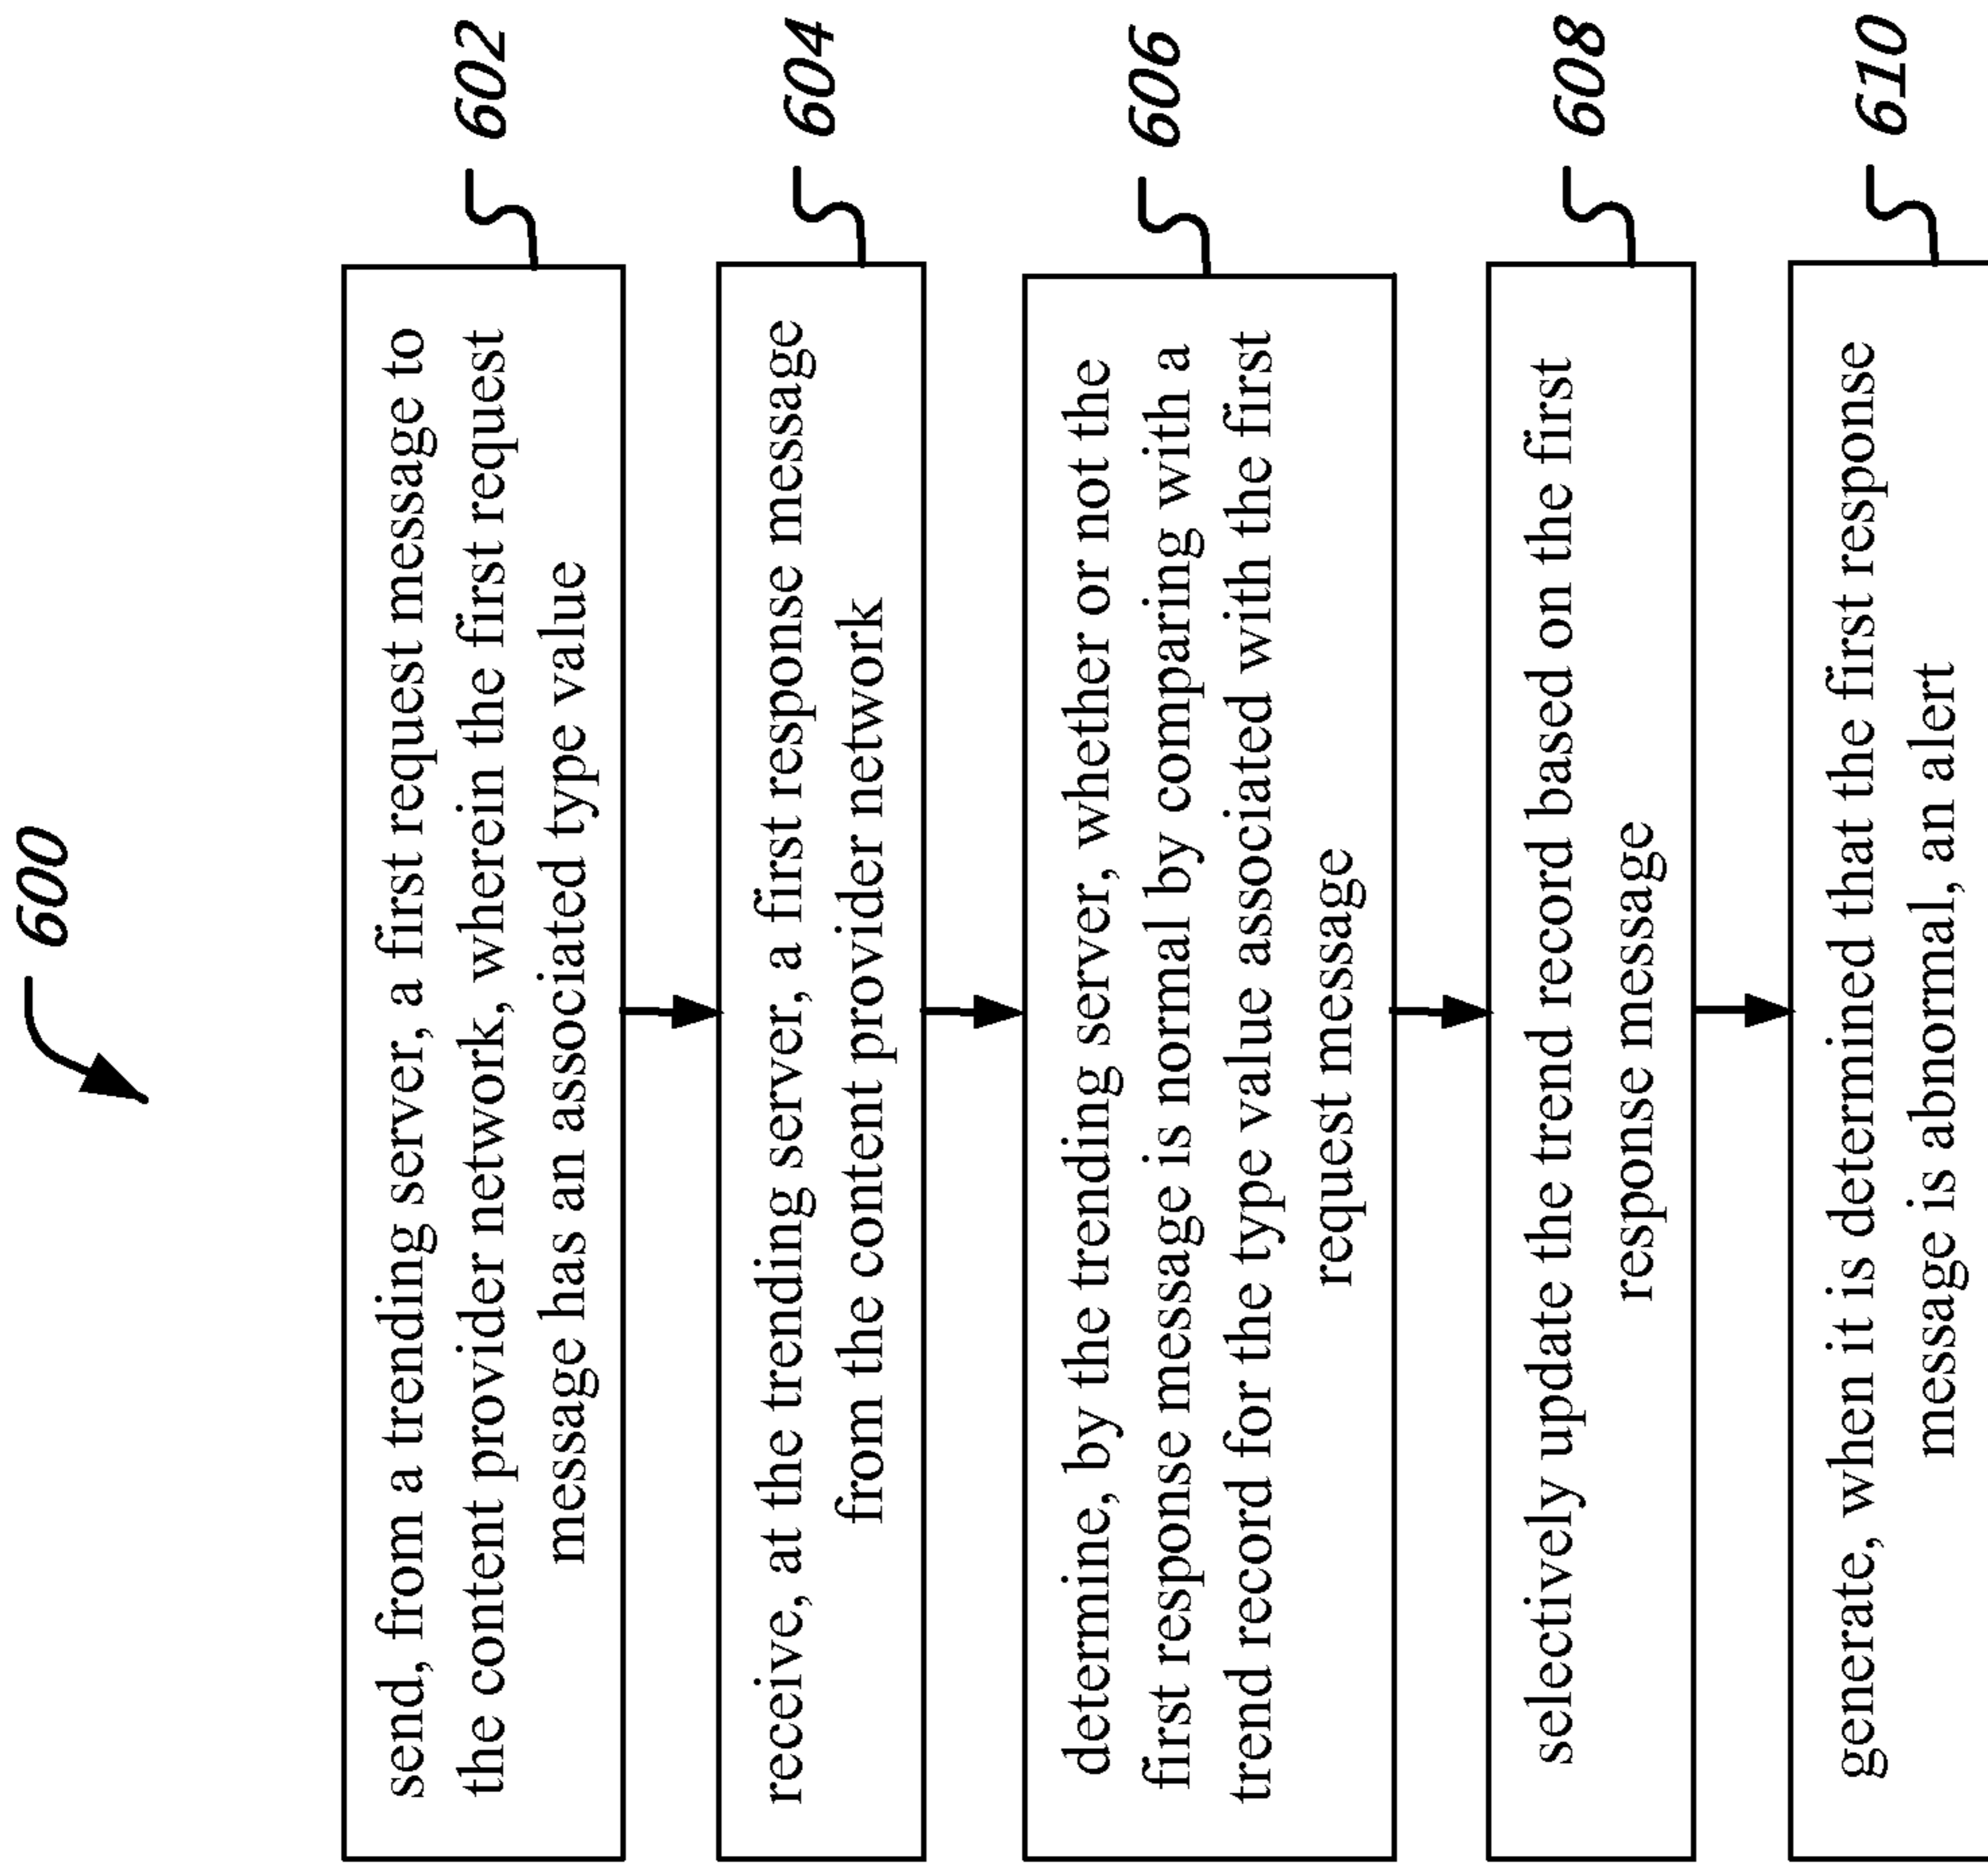 600
send, from a trending server, a first request message to
the content provider network, wherein the first request
message has an associated type value
602
receive, at the trending server, a first response message
from the content provider network
604
determine, by the trending server, whether or not the
first response message is normal by comparing with a
trend record for the type value associated with the first
request message
606
selectively update the trend record based on the first
response message
608
generate, when it is determined that the first response
message is abnormal, an alert
610